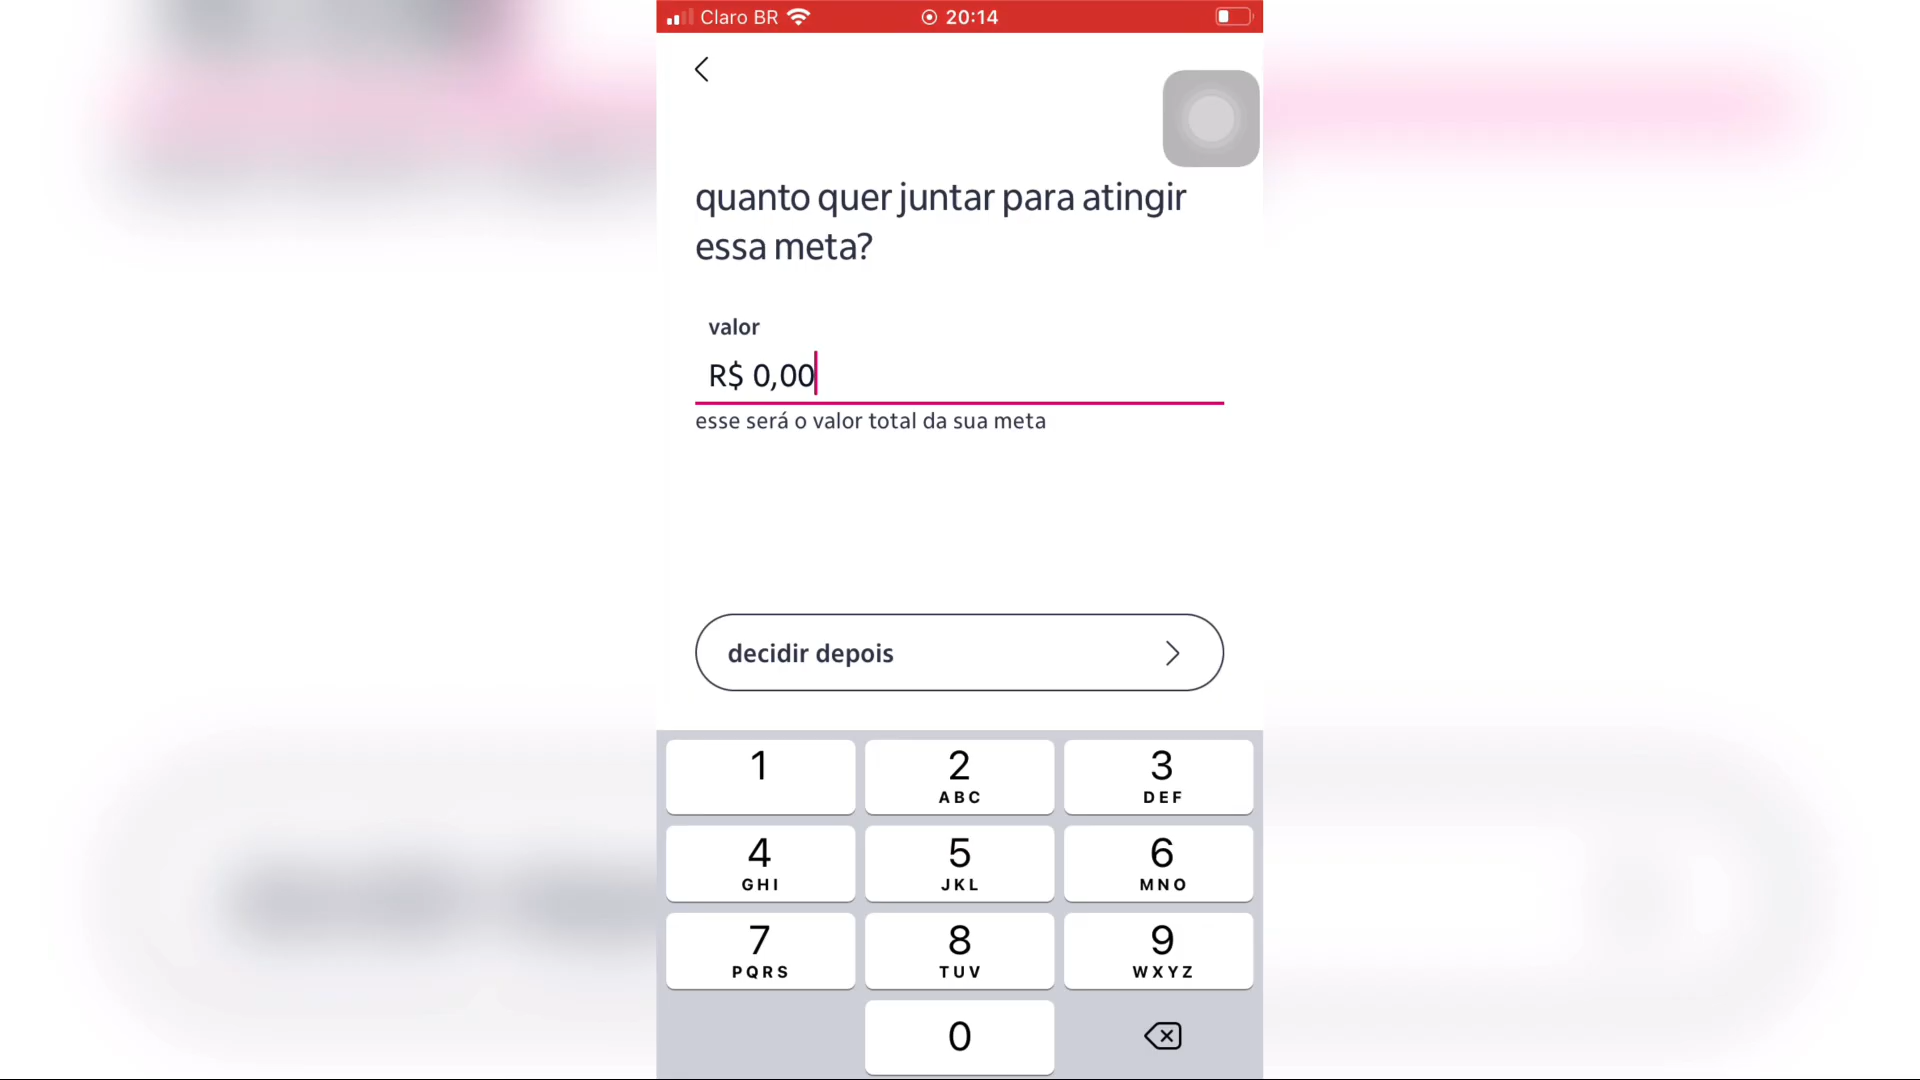 Claro BR 20:14
quanto quer juntar para atingir
essa meta?
valor
R$ 0,00
esse será o valor total da sua meta
decidir depois
1 2 3
ABC DEF
4 5 6
GHI JKL MNO
7 8 9
PQRS TUV WXYZ
0